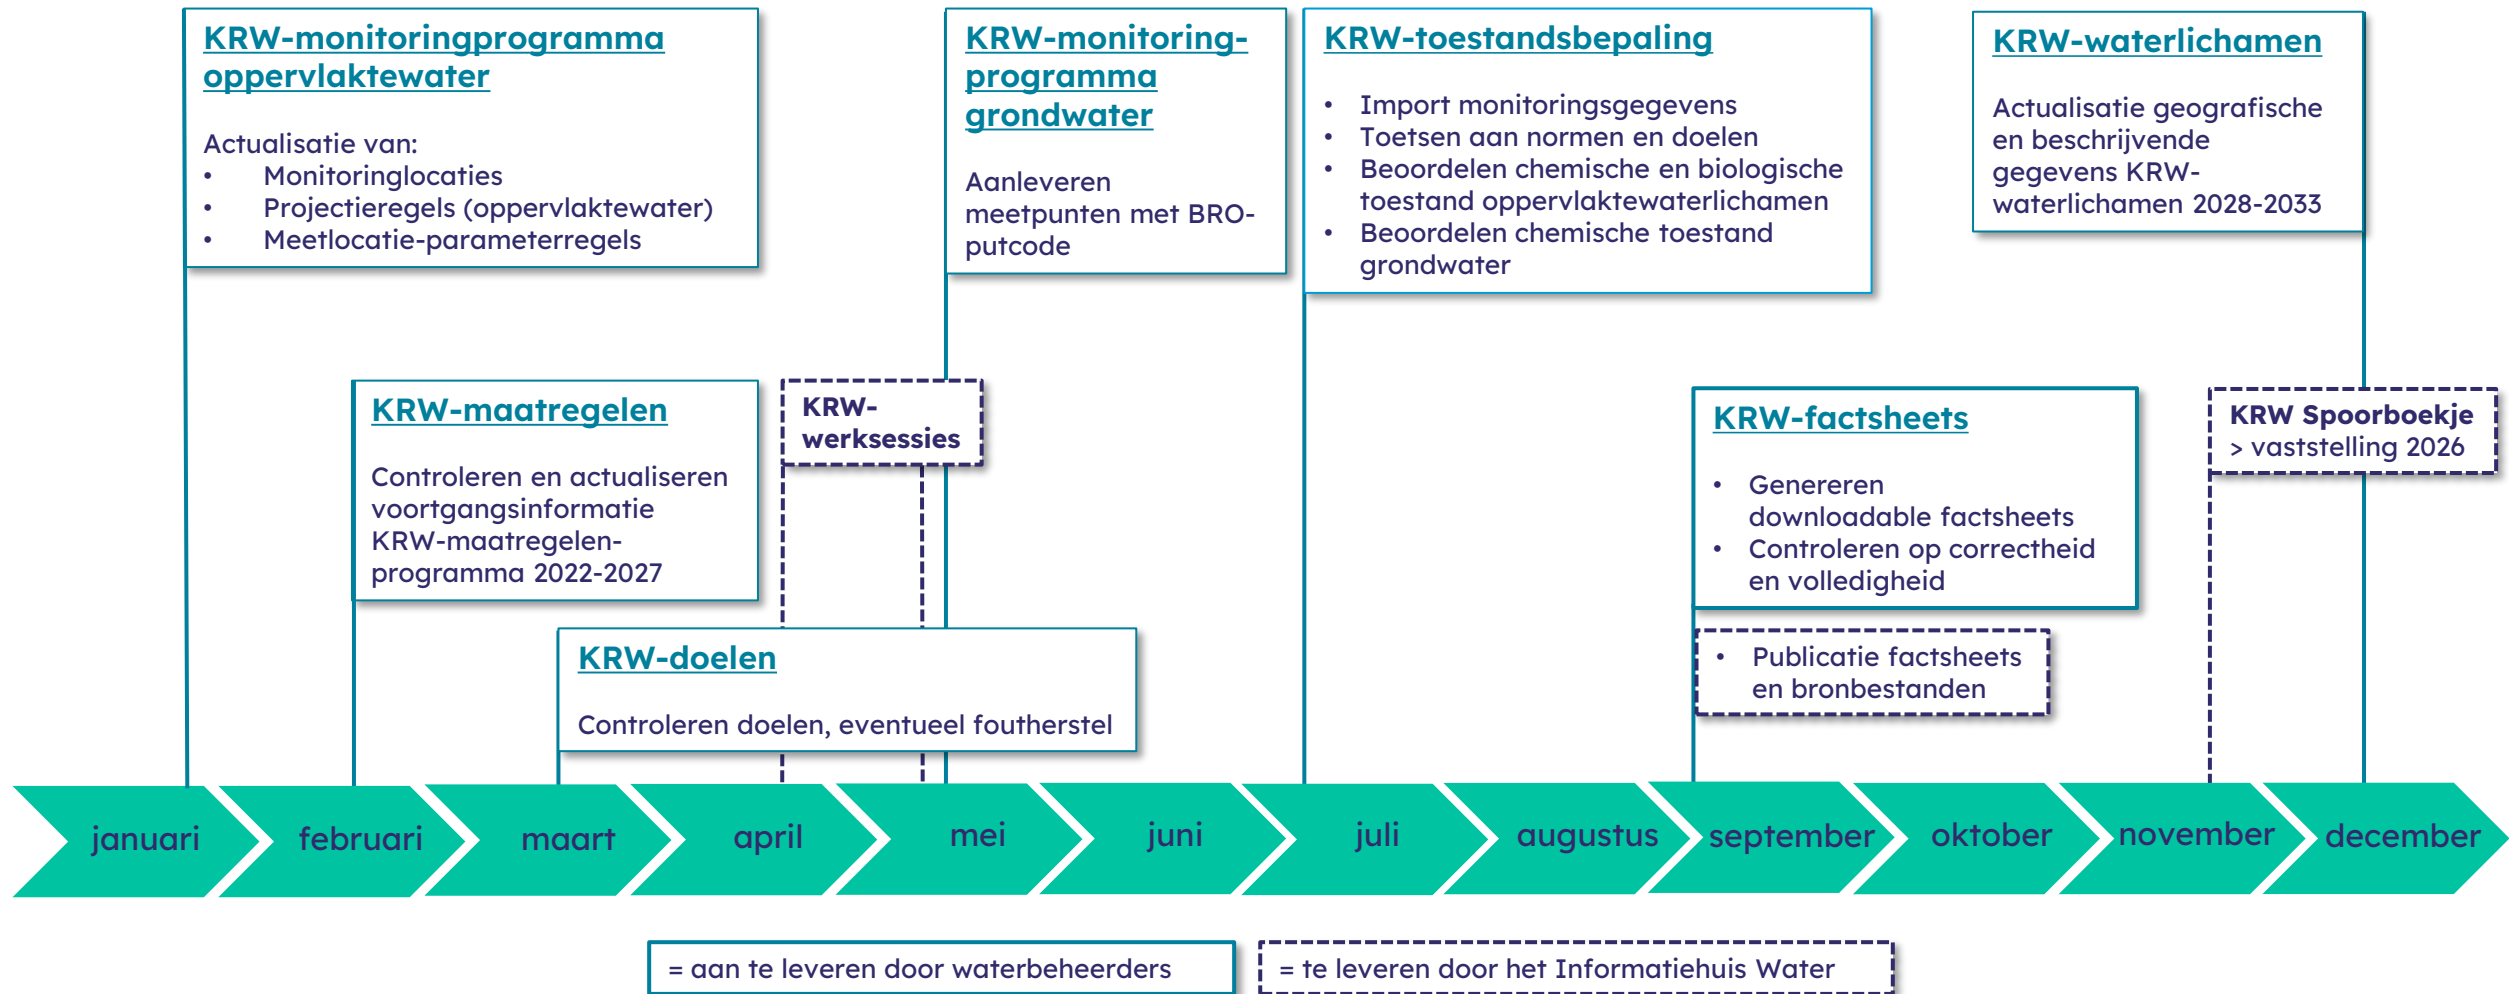 KRW-monitoringprogramma
oppervlaktewater
Actualisatie van:
• Monitoringlocaties
• Projectieregels (oppervlaktewater)
• Meetlocatie-parameterregels
KRW-monitoring-
programma
grondwater
Aanleveren
meetpunten met BRO-
putcode
KRW-toestandsbepaling
• Import monitoringsgegevens
• Toetsen aan normen en doelen
• Beoordelen chemische en biologische
toestand oppervlaktewaterlichamen
• Beoordelen chemische toestand
grondwater
KRW-waterlichamen
Actualisatie geografische
en beschrijvende
gegevens KRW-
waterlichamen 2028-2033
KRW-maatregelen
Controleren en actualiseren
voortgangsinformatie
KRW-maatregelen-
programma 2022-2027
KRW-
werksessies
KRW-factsheets
• Genereren
downloadable factsheets
• Controleren op correctheid
en volledigheid
KRW Spoorboekje
> vaststelling 2026
KRW-doelen
Controleren doelen, eventueel foutherstel
• Publicatie factsheets
en bronbestanden
januari
februari
maart
april
mei
juni
juli
augustus
september
oktober
november
december
= aan te leveren door waterbeheerders
= te leveren door het Informatiehuis Water